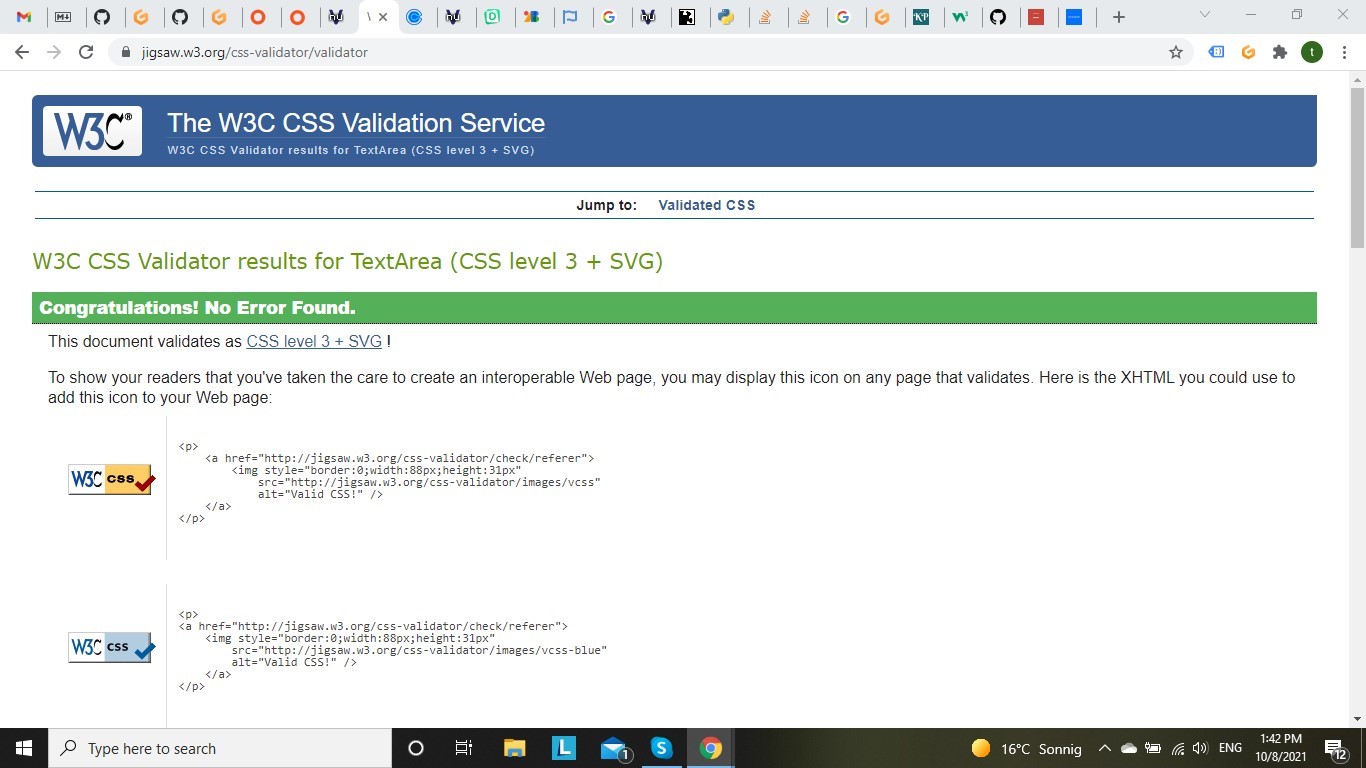 jigsaw.w3.org/css-validator/validator
t
W3C®
The W3C CSS Validation Service
W3C CSS Validator results for TextArea (CSS level 3 + SVG)
Jump to: Validated CSS
W3C CSS Validator results for TextArea (CSS level 3 + SVG)
Congratulations! No Error Found.
This document validates as CSS level 3 + SVG !
To show your readers that you've taken the care to create an interoperable Web page, you may display this icon on any page that validates. Here is the XHTML you could use to
add this icon to your Web page:
W3C css
<p>
<a href="http://jigsaw.w3.org/css-validator/check/referer">
<img style="border:0;width:88px;height:31px"
src="http://jigsaw.w3.org/css-validator/images/vcss"
alt="Valid CSS!" />
</a>
</p>
W3C css
<p>
<a href="http://jigsaw.w3.org/css-validator/check/referer">
<img style="border:0;width:88px;height:31px"
src="http://jigsaw.w3.org/css-validator/images/vcss-blue"
alt="Valid CSS!" />
</a>
</p>
Type here to search
L
1
S
16°C Sonnig
ENG
1:42 PM
10/8/2021
12